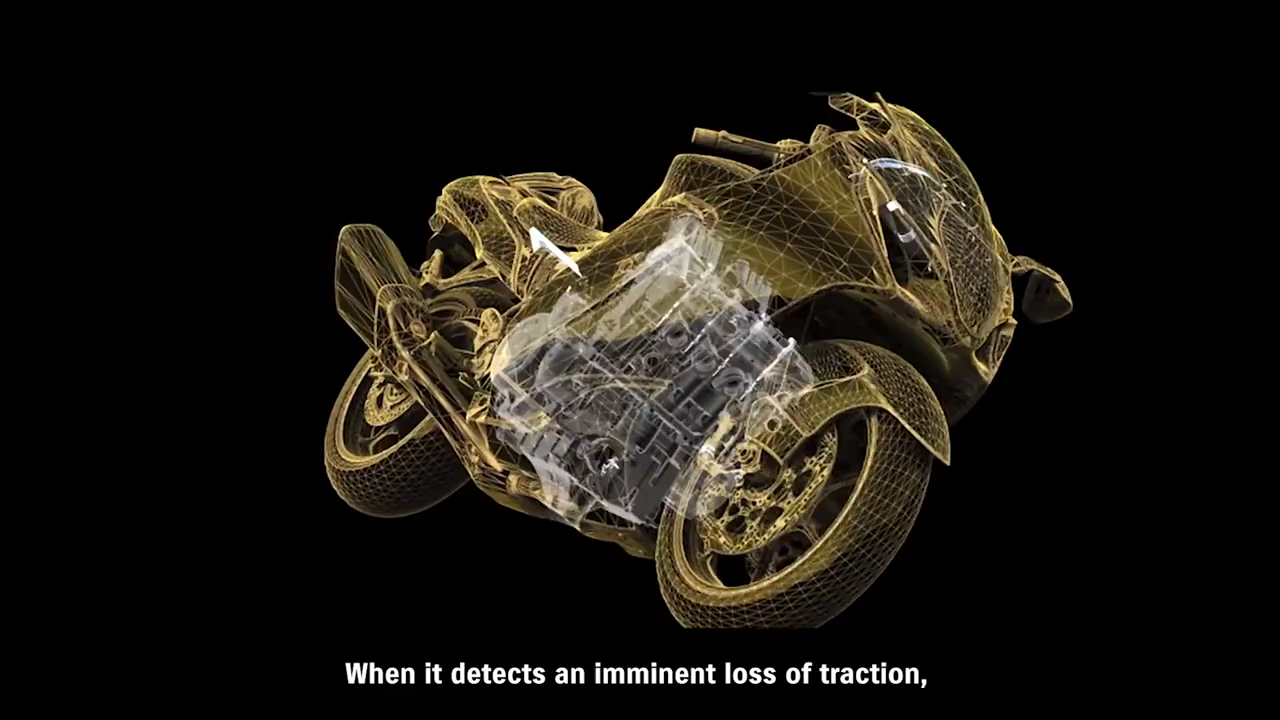 When it detects an imminent loss of traction,